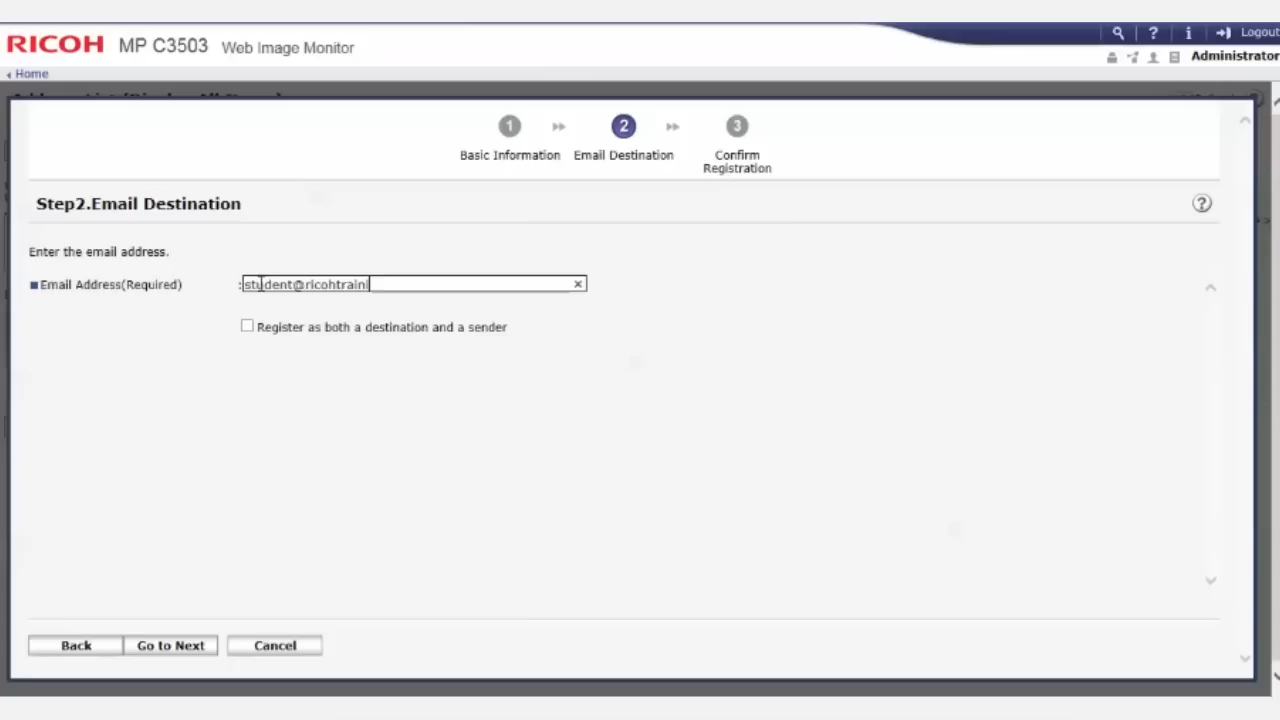 RICOH MP C3503 Web Image Monitor
? i Logout
Administrator
Home
1 2 3
Basic Information Email Destination Confirm Registration
Step2.Email Destination ?
Enter the email address.
Email Address(Required) :student@ricohtraini ×
Register as both a destination and a sender
Back Go to Next Cancel